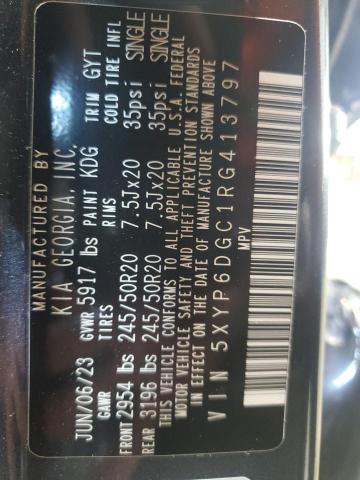 MANUFACTURED BY
KIA GEORGIA, INC.
JUN/06/23 GVWR 5917 lbs PAINT KDG TRIM GYT
GAWR TIRES RIMS COLD TIRE INFL
FRONT 2954 lbs 245/50R20 7.5Jx20 35psi SINGLE
REAR 3196 lbs 245/50R20 7.5Jx20 35psi SINGLE
THIS VEHICLE CONFORMS TO ALL APPLICABLE U.S.A. FEDERAL
MOTOR VEHICLE SAFETY AND THEFT PREVENTION STANDARDS
IN EFFECT ON THE DATE OF MANUFACTURE SHOWN ABOVE
VIN 5XYP6DGC1RG413797
MPV